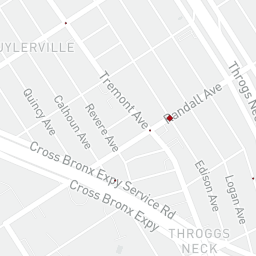 UYLERVILLE
Tremont Ave
Throgs N
Randall Ave
Quincy Ave
Calhoun Ave
Revere Ave
Cross Bronx Expy Service Rd
Cross Bronx Expy
Edison Ave
Logan Ave
THROGGS
NECK